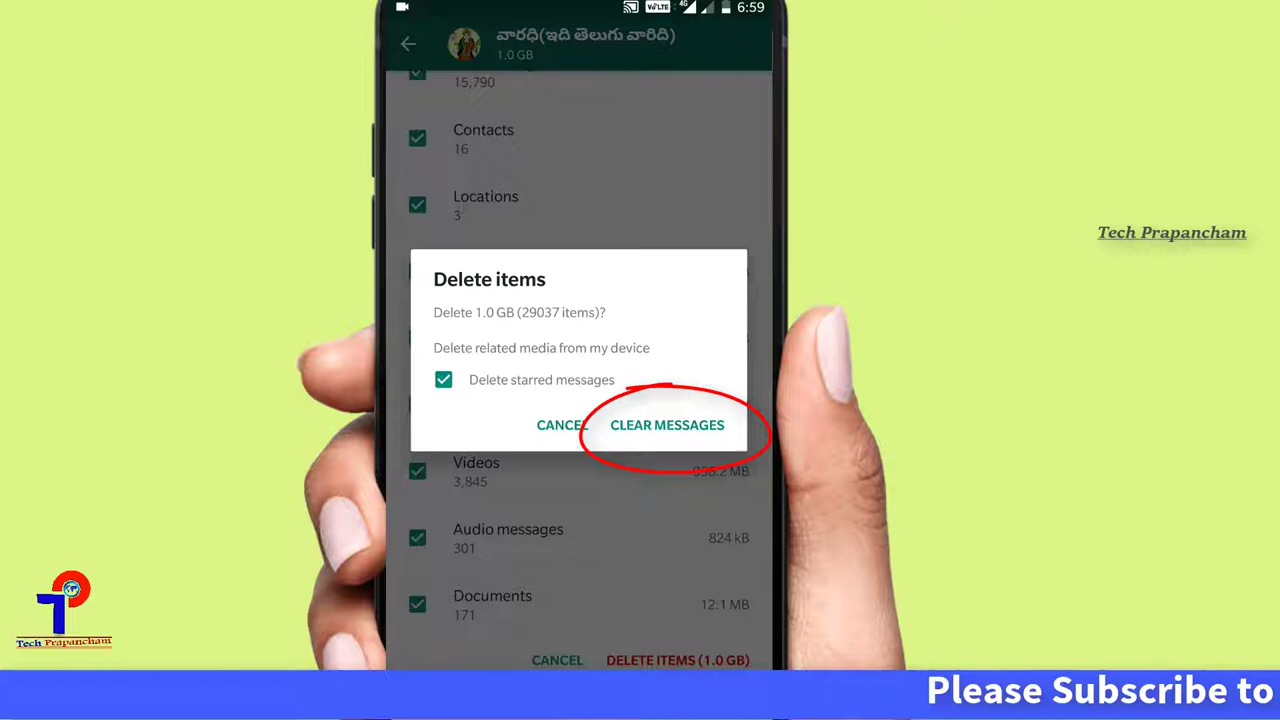 VoLTE 4G 6:59
వారధి(ఇది తెలుగు వారిది)
1.0 GB
15,790
Contacts
16
Locations
3
Tech Prapancham
Delete items
Delete 1.0 GB (29037 items)?
Delete related media from my device
Delete starred messages
CANCEL CLEAR MESSAGES
Videos
3,845
Audio messages 824 kB
301
Documents 12.1 MB
171
CANCEL DELETE ITEMS (1.0 GB)
Tech Prapancham
Please Subscribe to